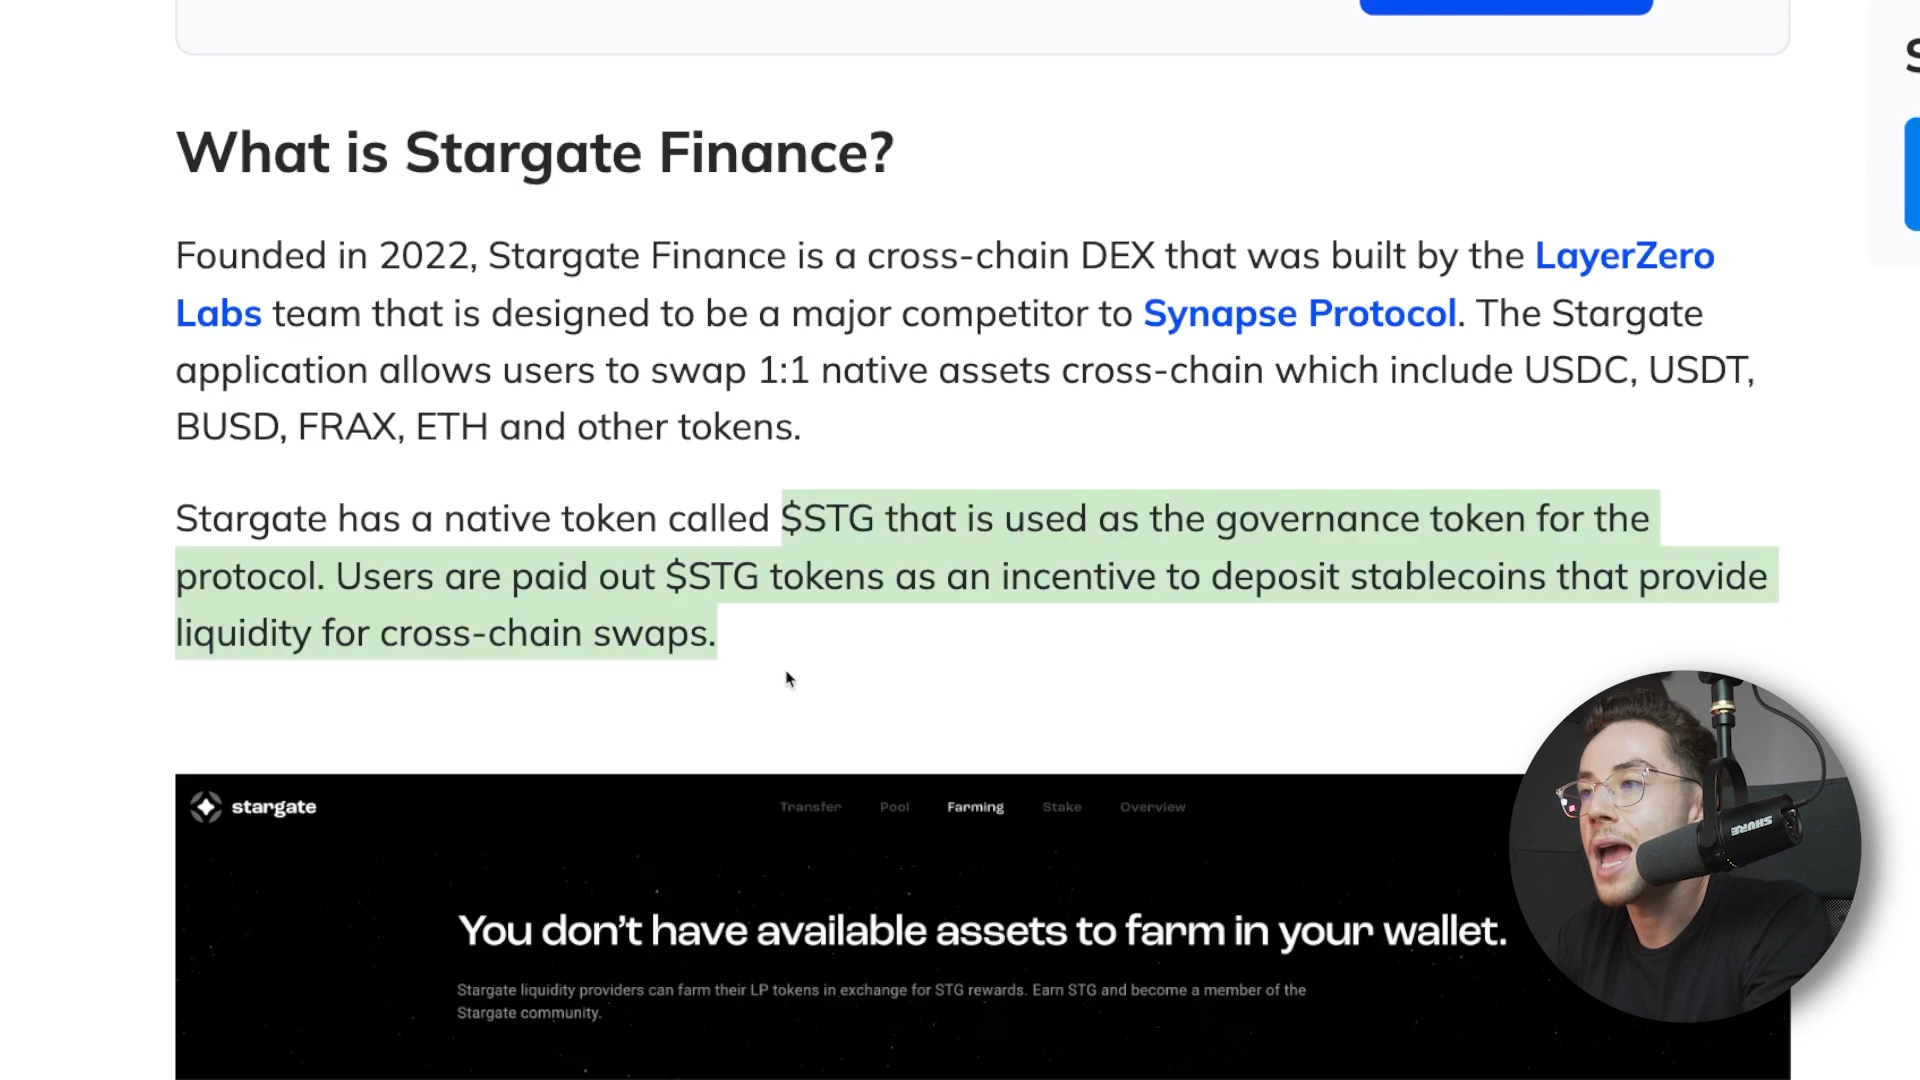 What is Stargate Finance?
Founded in 2022, Stargate Finance is a cross-chain DEX that was built by the LayerZero
Labs team that is designed to be a major competitor to Synapse Protocol. The Stargate
application allows users to swap 1:1 native assets cross-chain which include USDC, USDT,
BUSD, FRAX, ETH and other tokens.
Stargate has a native token called $STG that is used as the governance token for the
protocol. Users are paid out $STG tokens as an incentive to deposit stablecoins that provide
liquidity for cross-chain swaps.
stargate
Transfer Pool Farming Stake Overview
You don't have available assets to farm in your wallet.
Stargate liquidity providers can farm their LP tokens in exchange for STG rewards. Earn STG and become a member of the
Stargate community.
SHURE